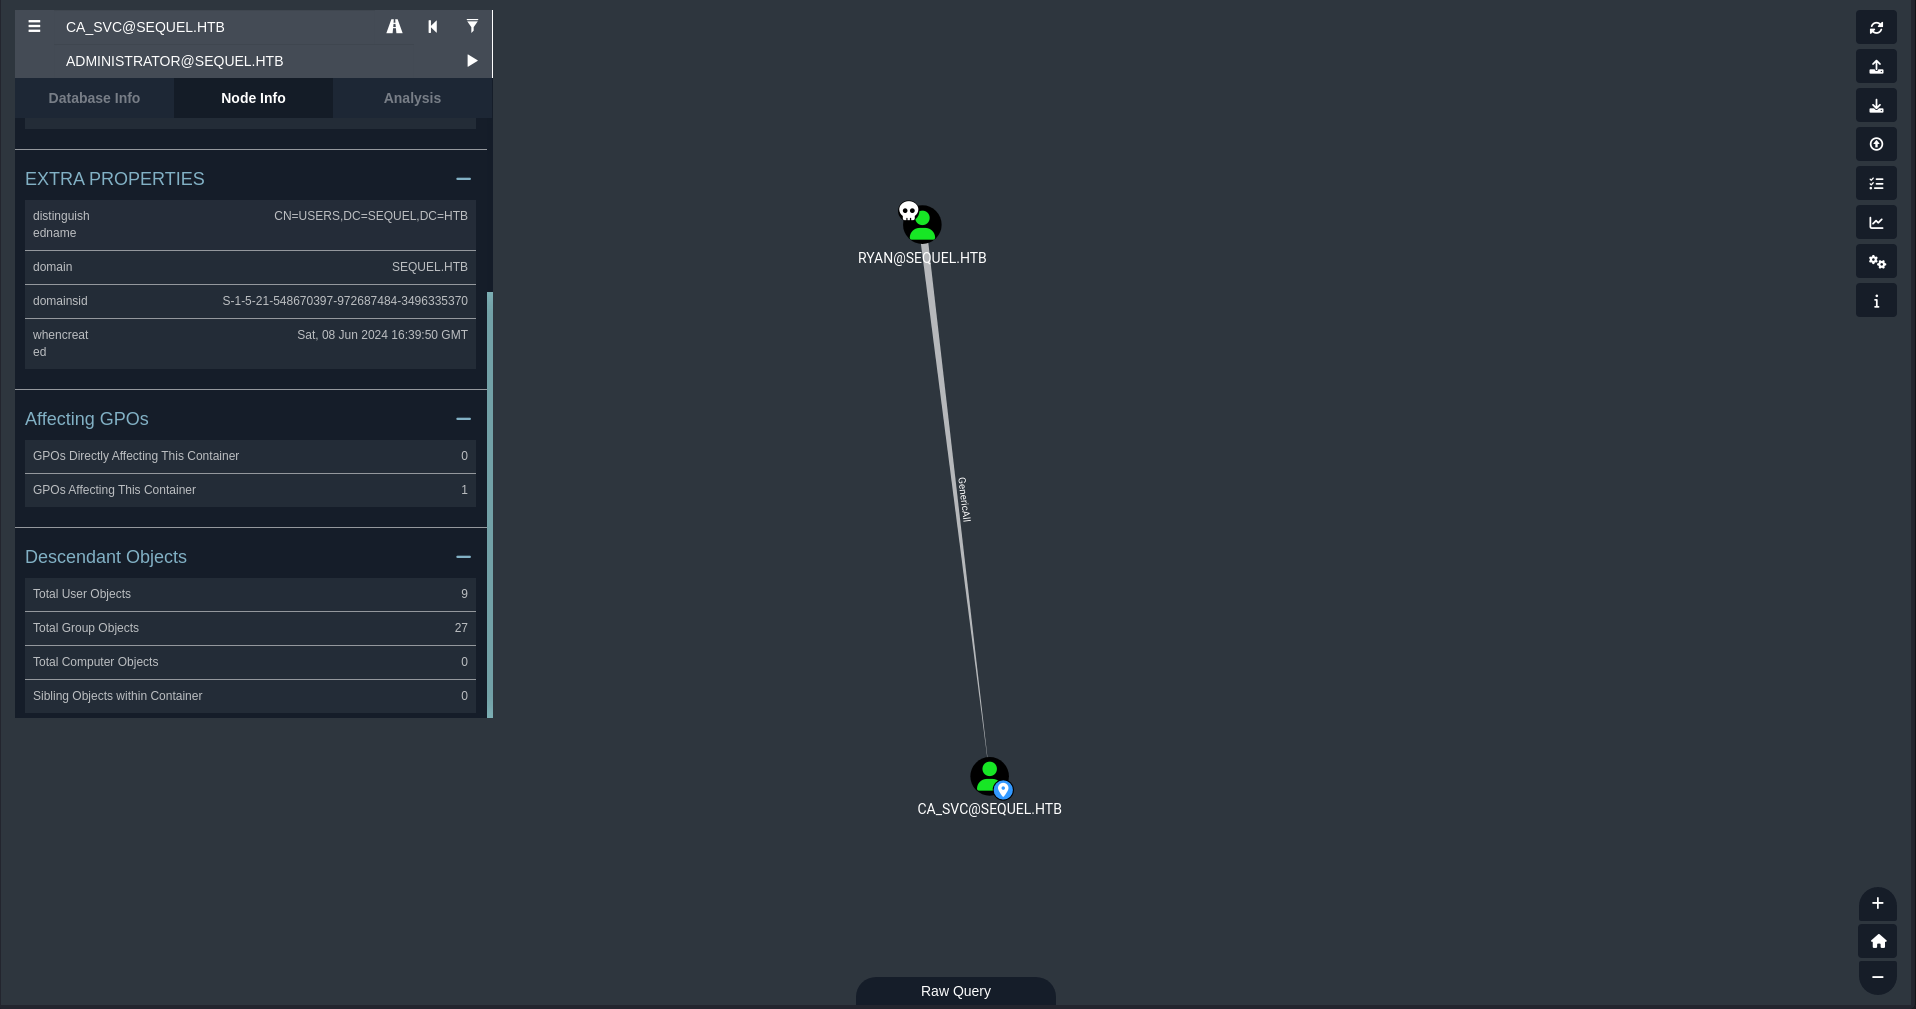 CA_SVC@SEQUEL.HTB
ADMINISTRATOR@SEQUEL.HTB
Database Info Node Info Analysis
EXTRA PROPERTIES
distinguish CN=USERS,DC=SEQUEL,DC=HTB
edname
domain SEQUEL.HTB
domainsid S-1-5-21-548670397-972687484-3496335370
whencreat Sat, 08 Jun 2024 16:39:50 GMT
ed
Affecting GPOs
GPOs Directly Affecting This Container 0
GPOs Affecting This Container 1
Descendant Objects
Total User Objects 9
Total Group Objects 27
Total Computer Objects 0
Sibling Objects within Container 0
RYAN@SEQUEL.HTB
GenericAll
CA_SVC@SEQUEL.HTB
Raw Query